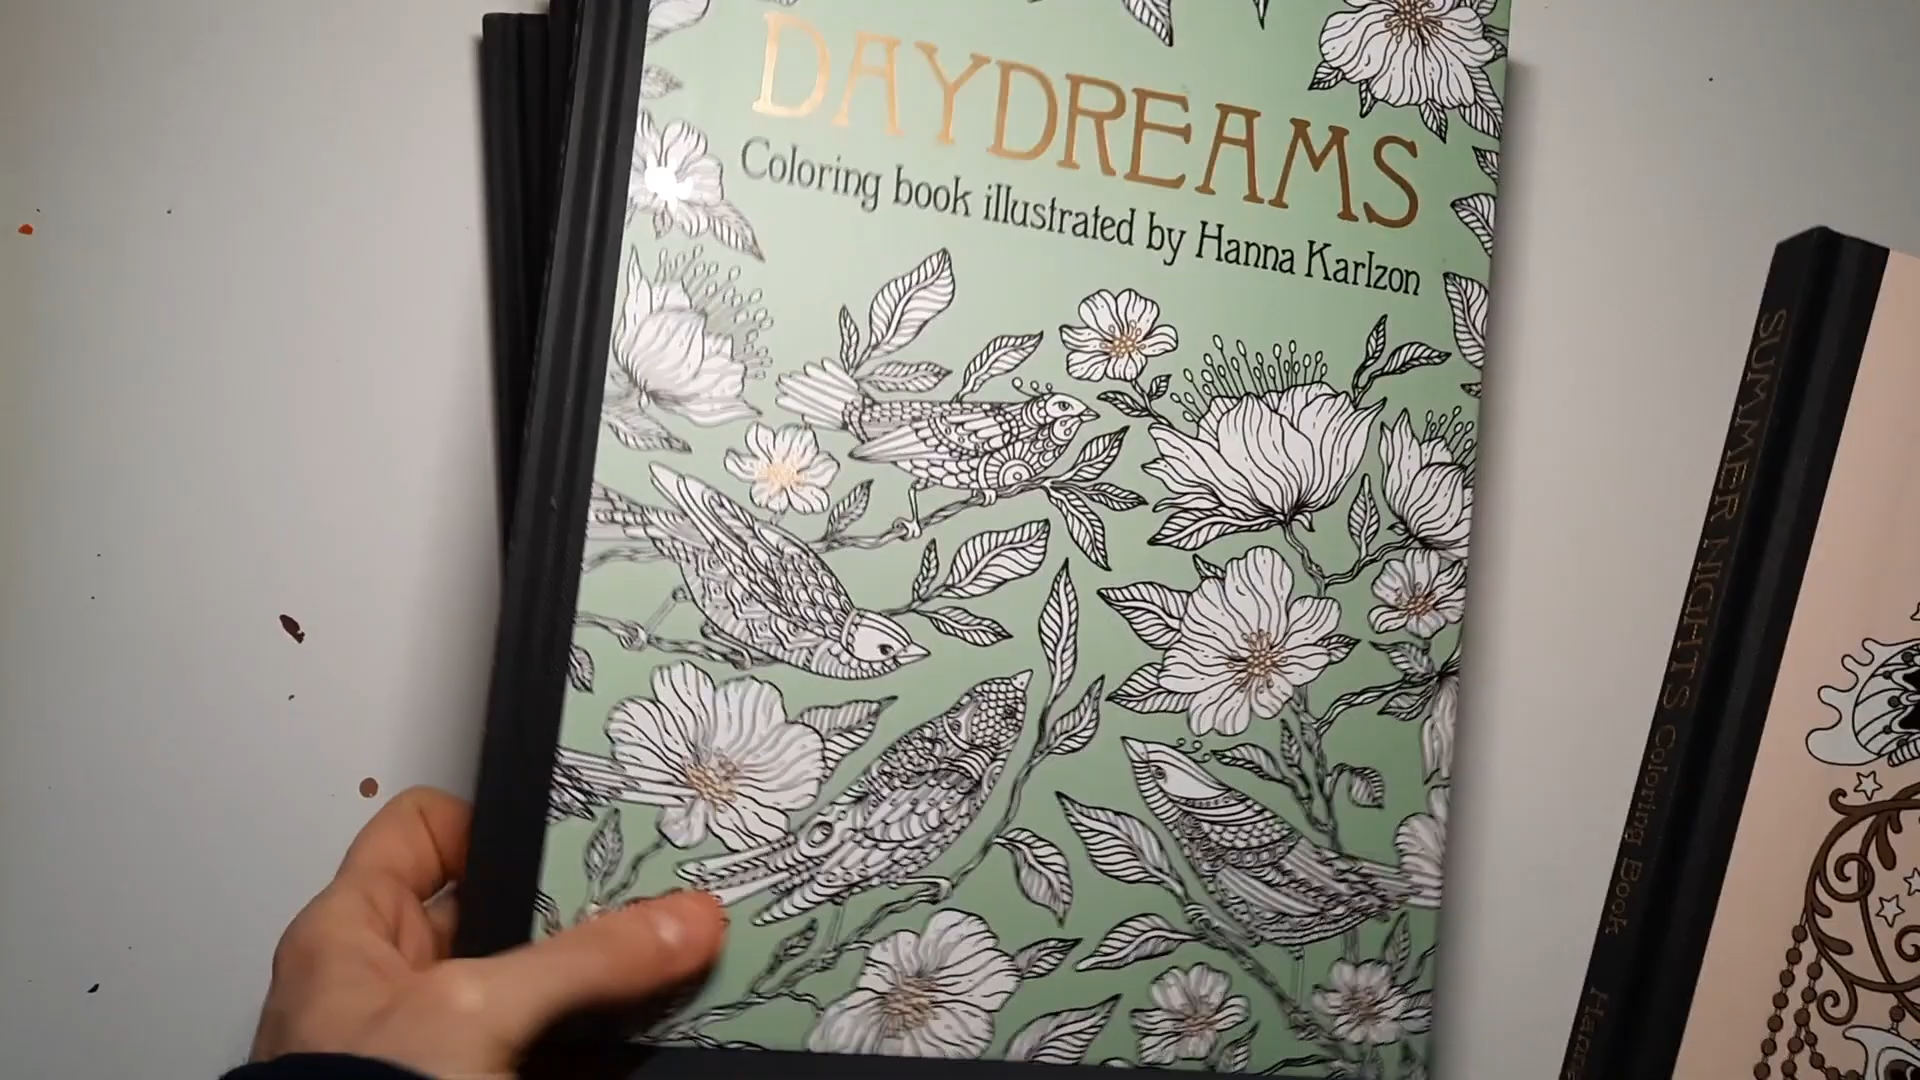 DAYDREAMS
Coloring book illustrated by Hanna Karlzon
SUMMER NIGHTS Coloring Book